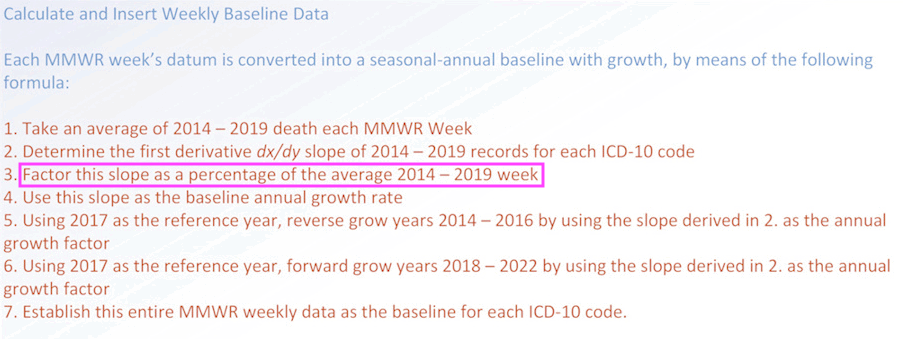 Calculate and Insert Weekly Baseline Data
Each MMWR week's datum is converted into a seasonal-annual baseline with growth, by means of the following
formula:
1. Take an average of 2014 – 2019 death each MMWR Week
2. Determine the first derivative dx/dy slope of 2014 – 2019 records for each ICD-10 code
3. Factor this slope as a percentage of the average 2014 – 2019 week
4. Use this slope as the baseline annual growth rate
5. Using 2017 as the reference year, reverse grow years 2014 – 2016 by using the slope derived in 2. as the annual
growth factor
6. Using 2017 as the reference year, forward grow years 2018 – 2022 by using the slope derived in 2. as the annual
growth factor
7. Establish this entire MMWR weekly data as the baseline for each ICD-10 code.